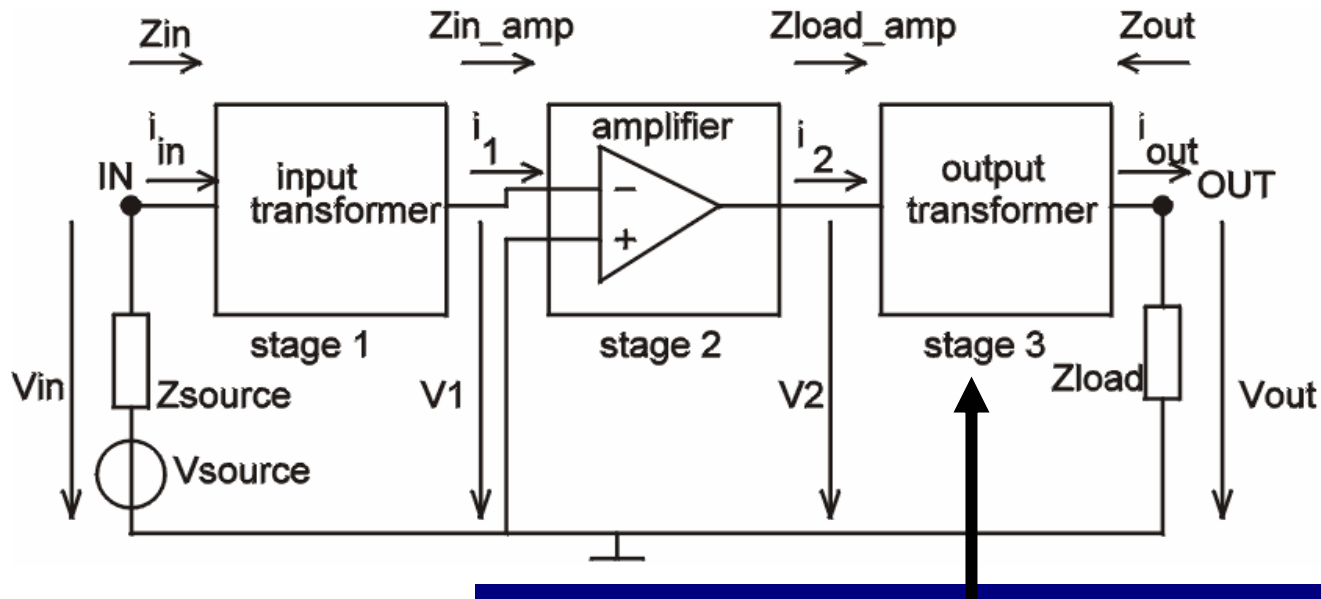 Zin
Zin_amp
Zload_amp
Zout
i in
i 1
amplifier
i 2
i out
IN
input
transformer
−
+
output
transformer
OUT
stage 1
stage 2
stage 3
Vin
Zsource
V1
V2
Zload
Vout
Vsource